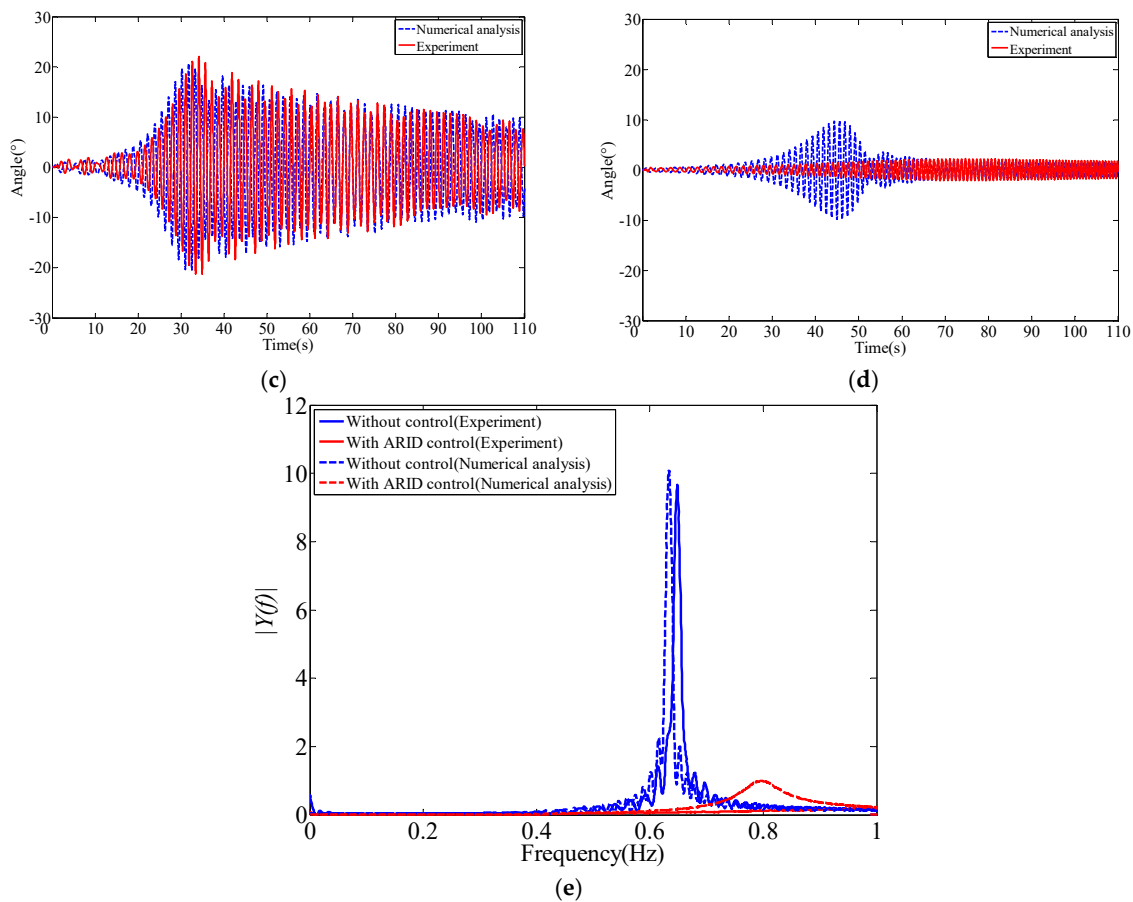 30
20
10
0
-10
-20
-30
Angle(°)
Numerical analysis
Experiment
0 10 20 30 40 50 60 70 80 90 100 110
Time(s)
(c)
30
20
10
0
-10
-20
-30
Angle(°)
Numerical analysis
Experiment
0 10 20 30 40 50 60 70 80 90 100 110
Time(s)
(d)
12
10
8
6
4
2
0
|Y(f)|
Without control(Experiment)
With ARID control(Experiment)
Without control(Numerical analysis)
With ARID control(Numerical analysis)
0 0.2 0.4 0.6 0.8 1
Frequency(Hz)
(e)